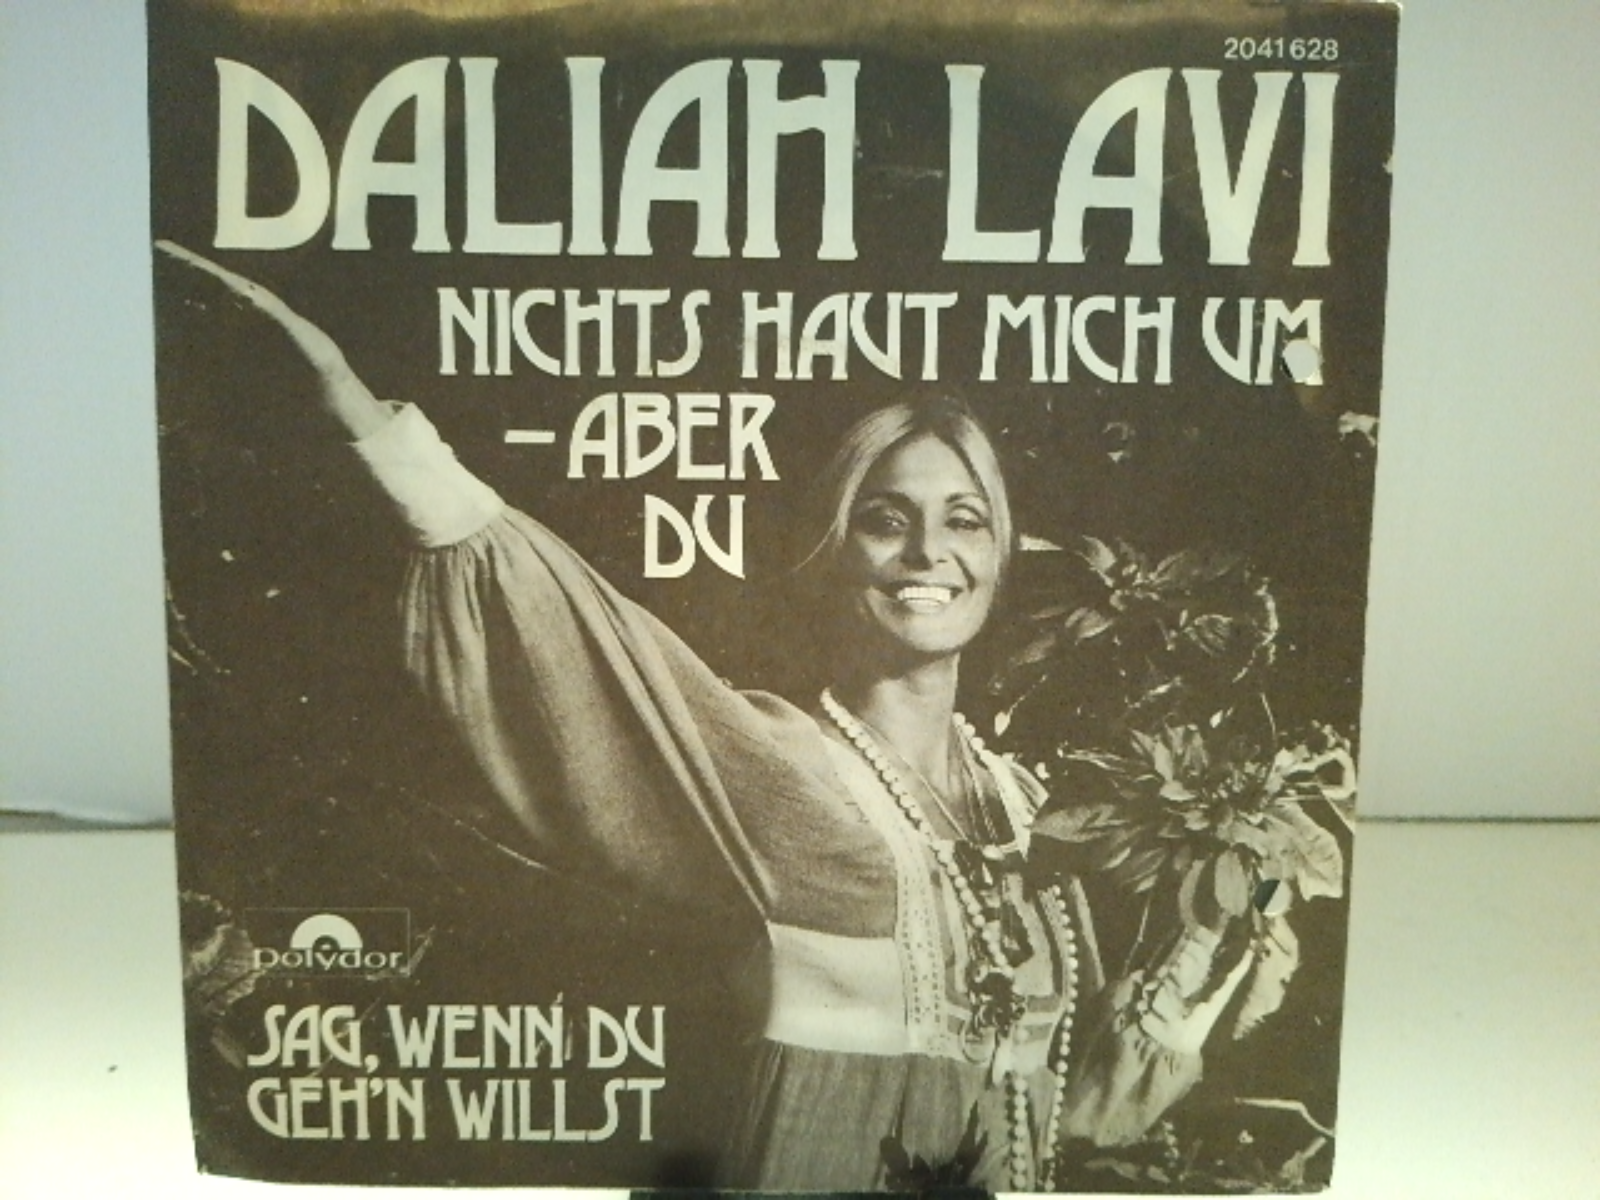 2041628
DALIAH LAVI
NICHTS HAUT MICH UM
– ABER
DU
polydor
SAG, WENN DU
GEH'N WILLST